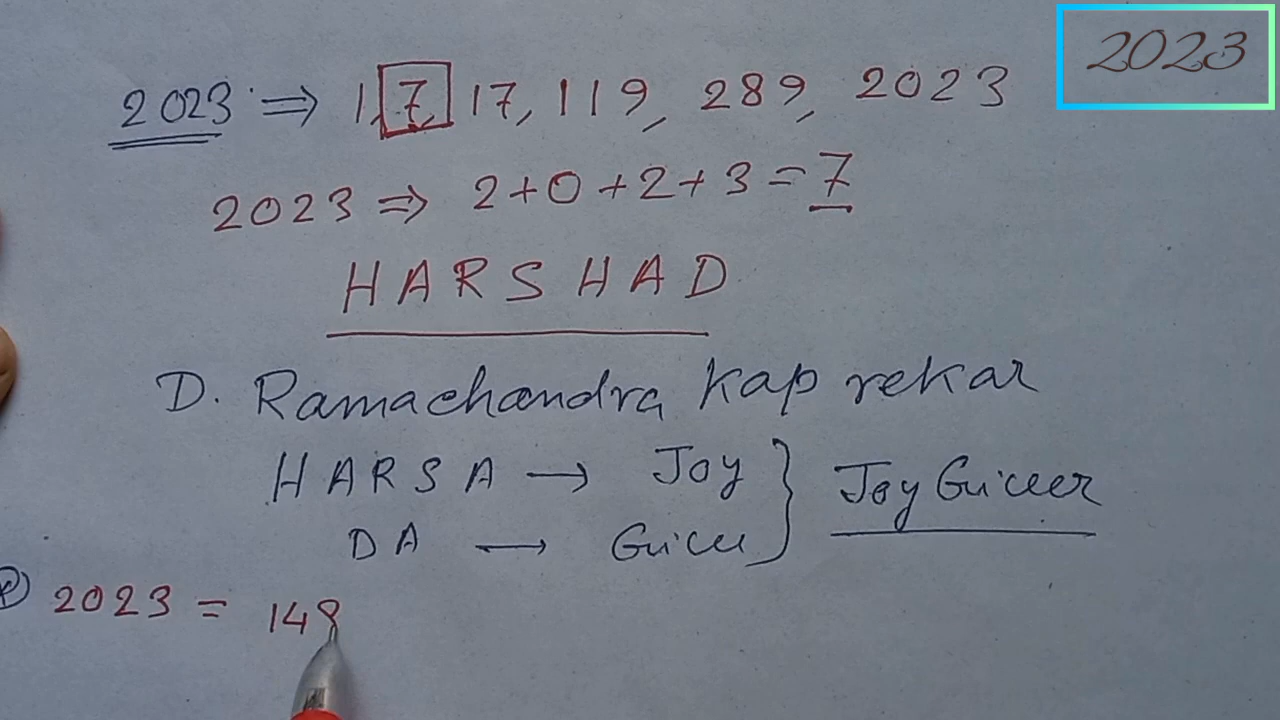 2023
2023 ⇒ 1, 7, 17, 119, 289, 2023
2023 ⇒ 2+0+2+3=7
HARSHAD
D. Ramachandra Kaprekar
HARSA → Joy
Joy Giver
DA → Give
2023 = 148